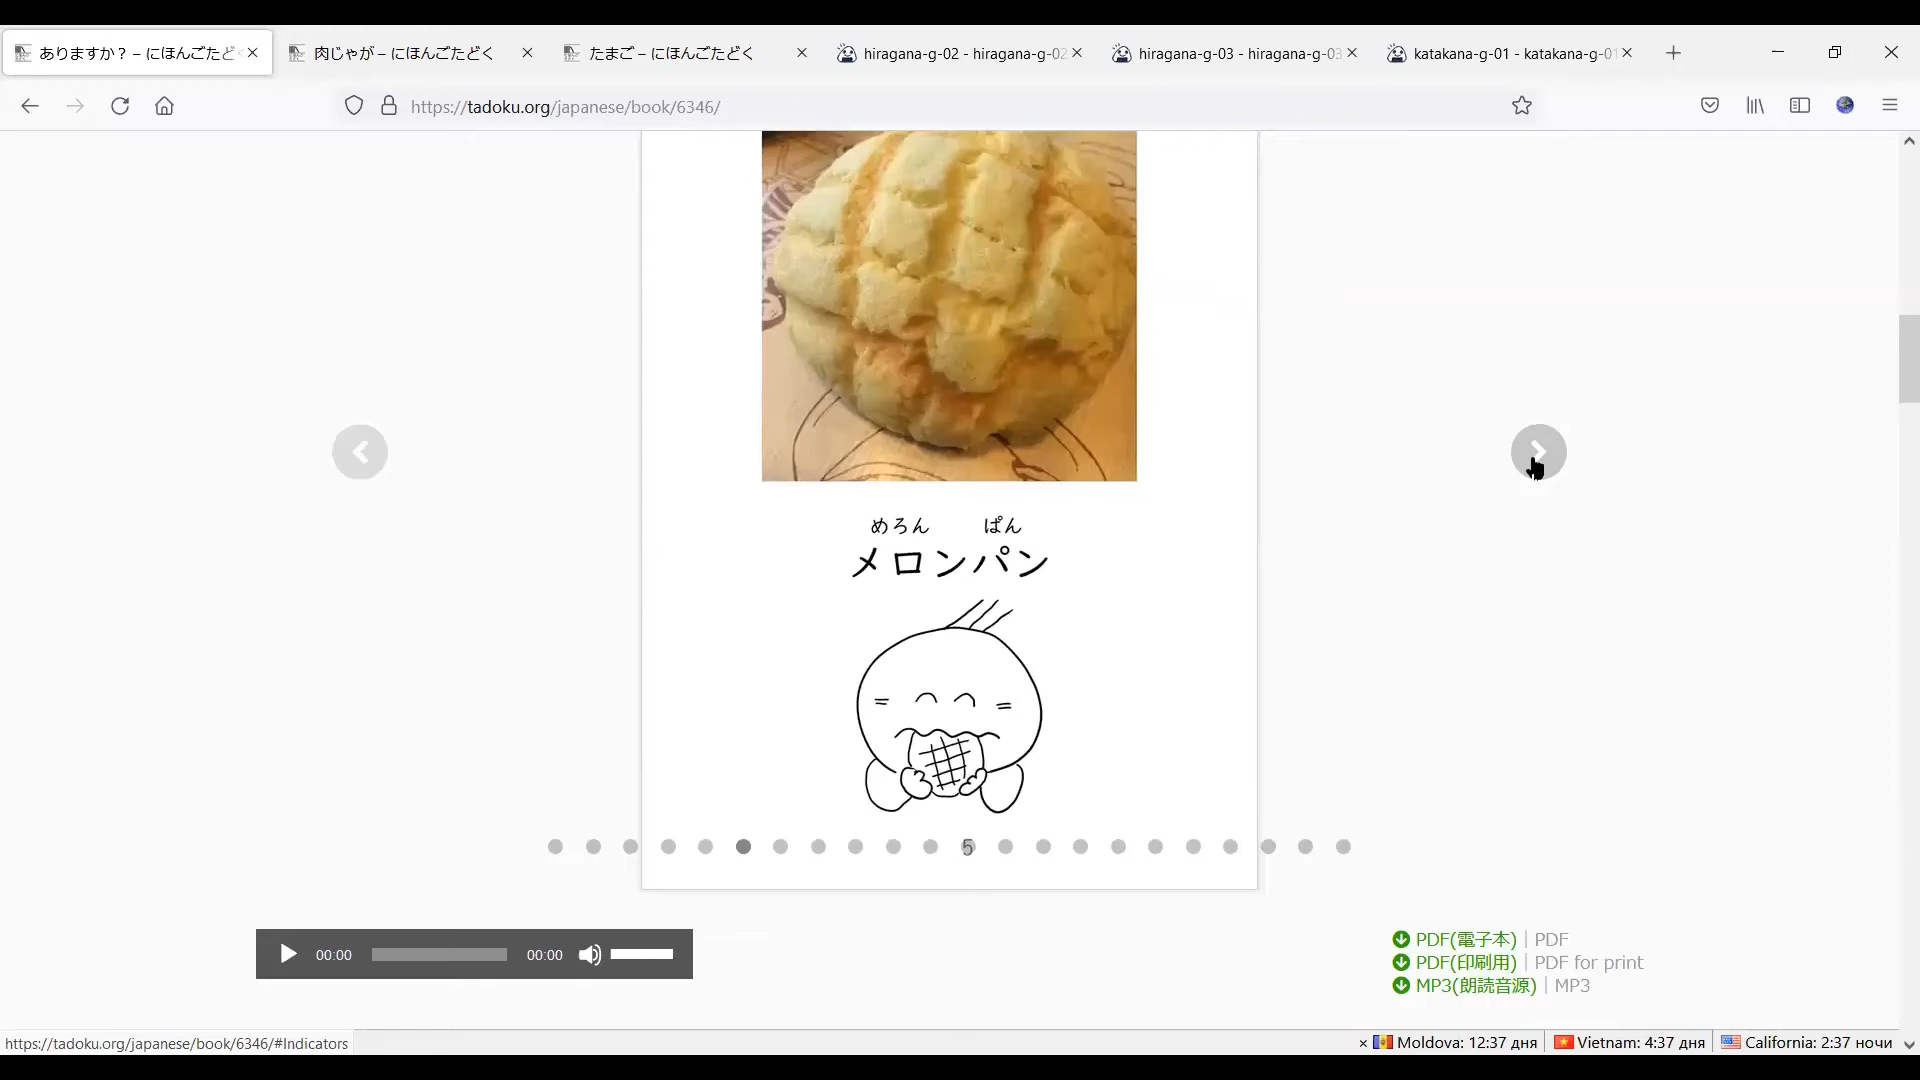 ありますか？ – にほんごたどく
肉じゃが – にほんごたどく
たまご – にほんごたどく
hiragana-g-02 - hiragana-g-02
hiragana-g-03 - hiragana-g-03
katakana-g-01 - katakana-g-01
https://tadoku.org/japanese/book/6346/
めろん ぱん
メロンパン
5
00:00 00:00
PDF(電子本) | PDF
PDF(印刷用) | PDF for print
MP3(朗読音源) | MP3
https://tadoku.org/japanese/book/6346/#Indicators
× Moldova: 12:37 дня
Vietnam: 4:37 дня
California: 2:37 ночи